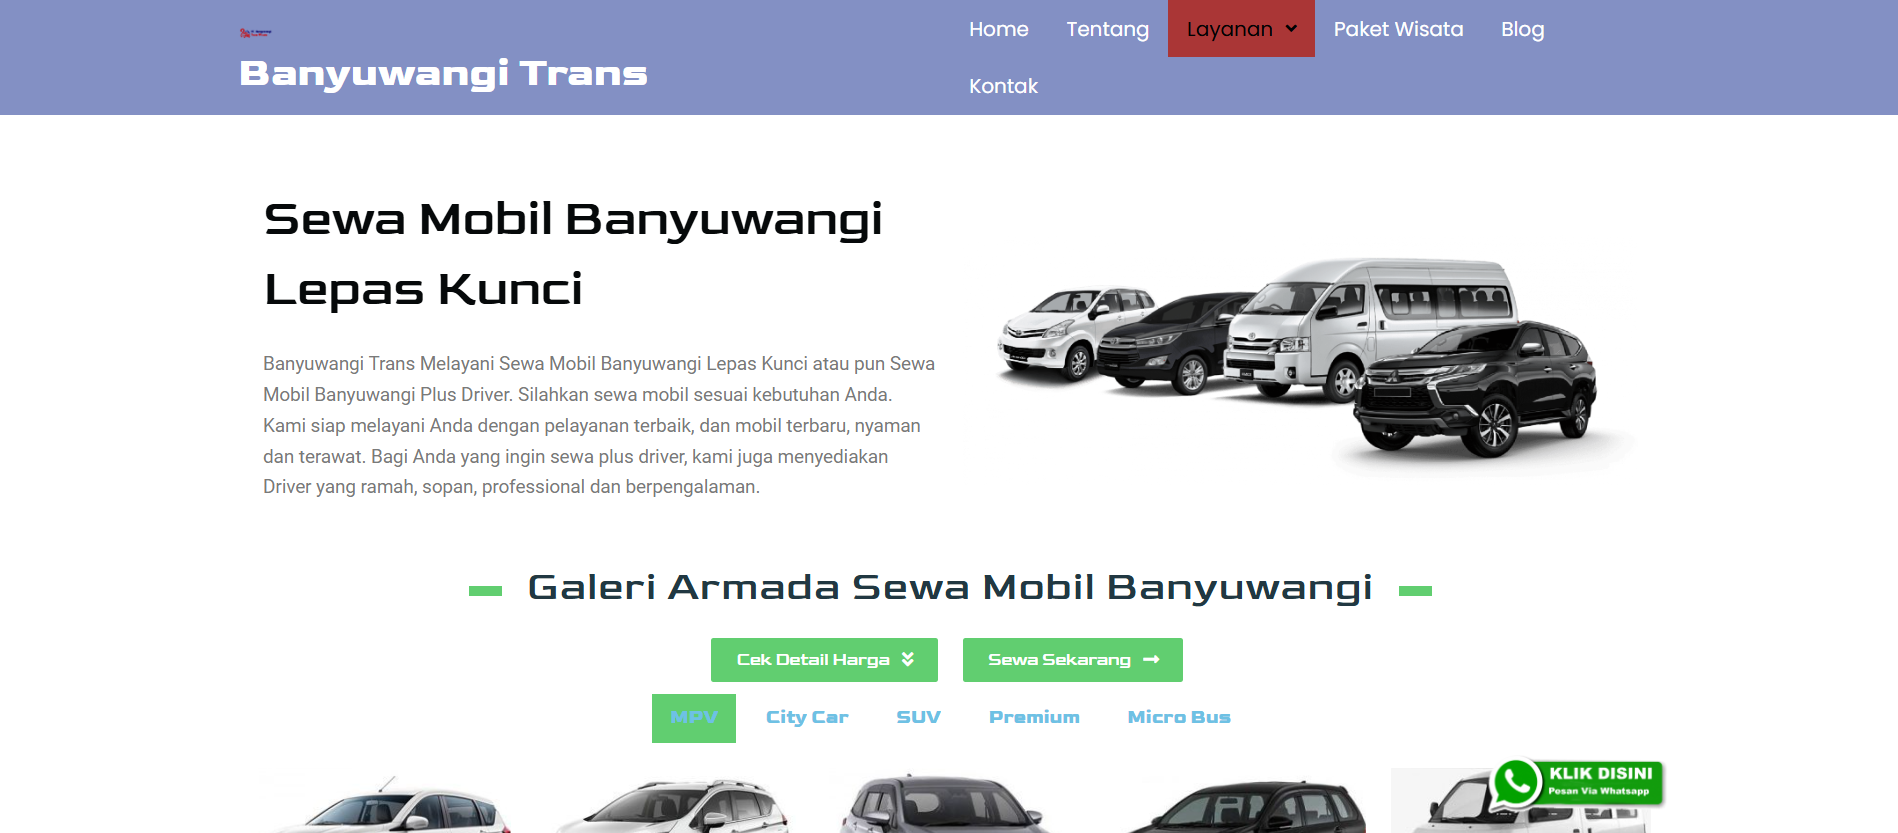 Banyuwangi Trans
Home Tentang Layanan Paket Wisata Blog
Kontak
Sewa Mobil Banyuwangi
Lepas Kunci
Banyuwangi Trans Melayani Sewa Mobil Banyuwangi Lepas Kunci atau pun Sewa
Mobil Banyuwangi Plus Driver. Silahkan sewa mobil sesuai kebutuhan Anda.
Kami siap melayani Anda dengan pelayanan terbaik, dan mobil terbaru, nyaman
dan terawat. Bagi Anda yang ingin sewa plus driver, kami juga menyediakan
Driver yang ramah, sopan, professional dan berpengalaman.
Galeri Armada Sewa Mobil Banyuwangi
Cek Detail Harga Sewa Sekarang
MPV City Car SUV Premium Micro Bus
KLIK DISINI
Pesan Via Whatsapp